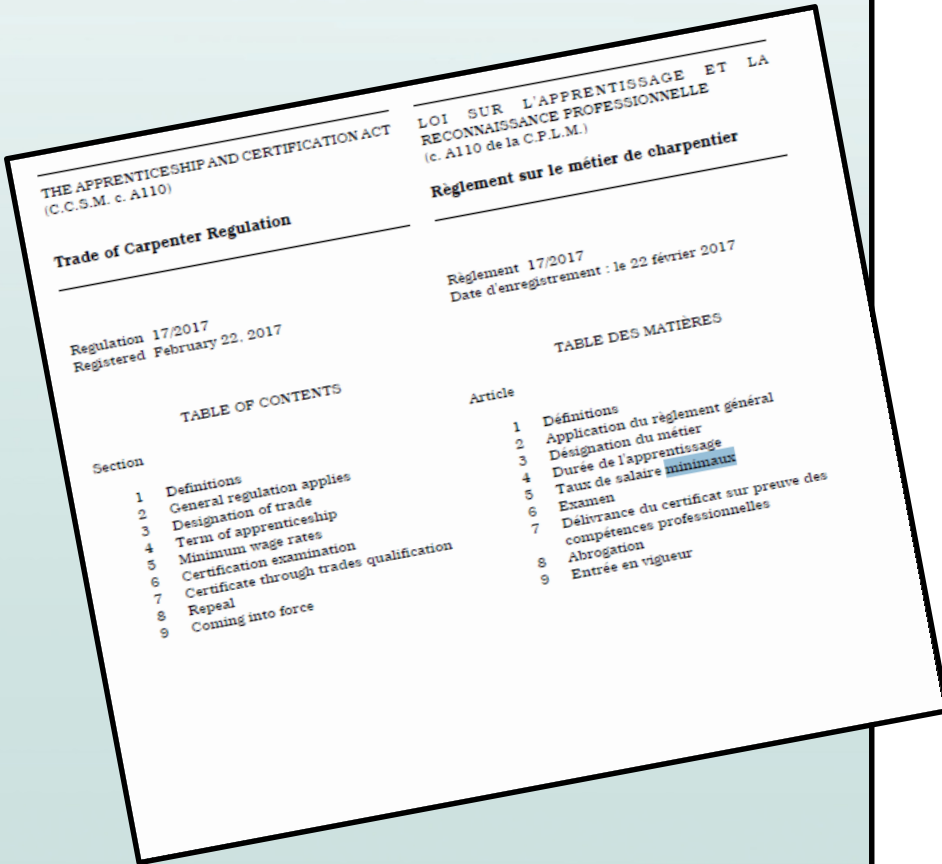 THE APPRENTICESHIP AND CERTIFICATION ACT
(C.C.S.M. c. A110)
Trade of Carpenter Regulation
Regulation 17/2017
Registered February 22, 2017
TABLE OF CONTENTS
Section
1 Definitions
2 General regulation applies
3 Designation of trade
4 Term of apprenticeship
5 Minimum wage rates
6 Certification examination
7 Certificate through trades qualification
8 Repeal
9 Coming into force
LOI SUR L'APPRENTISSAGE ET LA
RECONNAISSANCE PROFESSIONNELLE
(c. A110 de la C.P.L.M.)
Règlement sur le métier de charpentier
Règlement 17/2017
Date d'enregistrement : le 22 février 2017
TABLE DES MATIÈRES
Article
1 Définitions
2 Application du règlement général
3 Désignation du métier
4 Durée de l'apprentissage
5 Taux de salaire minimaux
6 Examen
7 Délivrance du certificat sur preuve des
compétences professionnelles
8 Abrogation
9 Entrée en vigueur